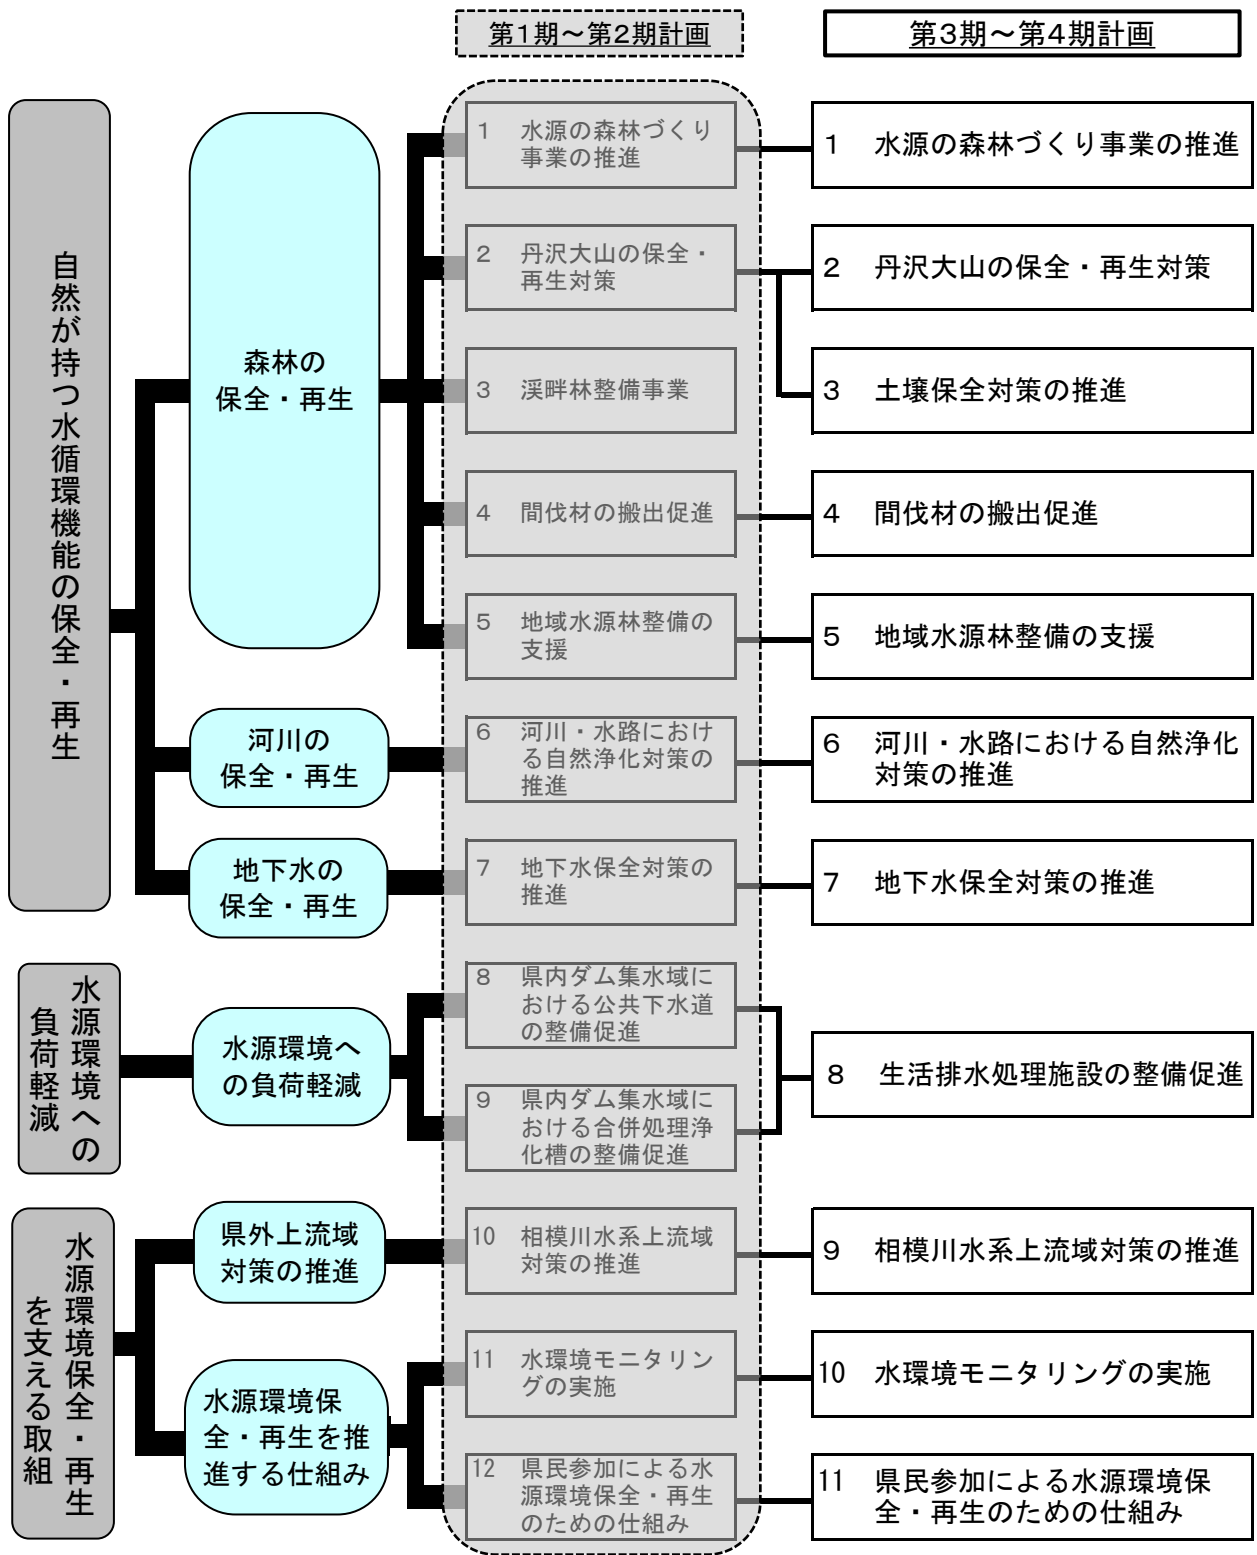 第1期～第2期計画
第3期～第4期計画
自然が持つ水循環機能の保全・再生
森林の
保全・再生
1 水源の森林づくり
事業の推進
1 水源の森林づくり事業の推進
2 丹沢大山の保全・
再生対策
2 丹沢大山の保全・再生対策
3 渓畔林整備事業
3 土壌保全対策の推進
4 間伐材の搬出促進
4 間伐材の搬出促進
5 地域水源林整備の
支援
5 地域水源林整備の支援
河川の
保全・再生
6 河川・水路におけ
る自然浄化対策の
推進
6 河川・水路における自然浄化
対策の推進
地下水の
保全・再生
7 地下水保全対策の
推進
7 地下水保全対策の推進
水源環境への
負荷軽減
水源環境へ
の負荷軽減
8 県内ダム集水域に
おける公共下水道
の整備促進
9 県内ダム集水域に
おける合併処理浄
化槽の整備促進
8 生活排水処理施設の整備促進
水源環境保全・再生
を支える取組
県外上流域
対策の推進
10 相模川水系上流域
対策の推進
9 相模川水系上流域対策の推進
水源環境保
全・再生を推
進する仕組み
11 水環境モニタリン
グの実施
10 水環境モニタリングの実施
12 県民参加による水
源環境保全・再生
のための仕組み
11 県民参加による水源環境保
全・再生のための仕組み